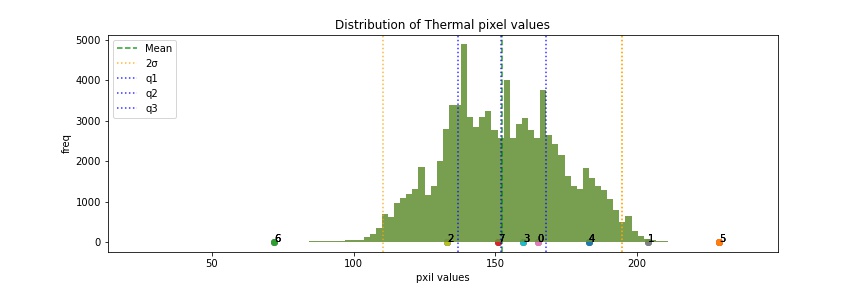 Distribution of Thermal pixel values
5000
4000
3000
2000
1000
0
freq
Mean
2σ
q1
q2
q3
6 2 7 3 0 4 1 5
50 100 150 200
pxil values